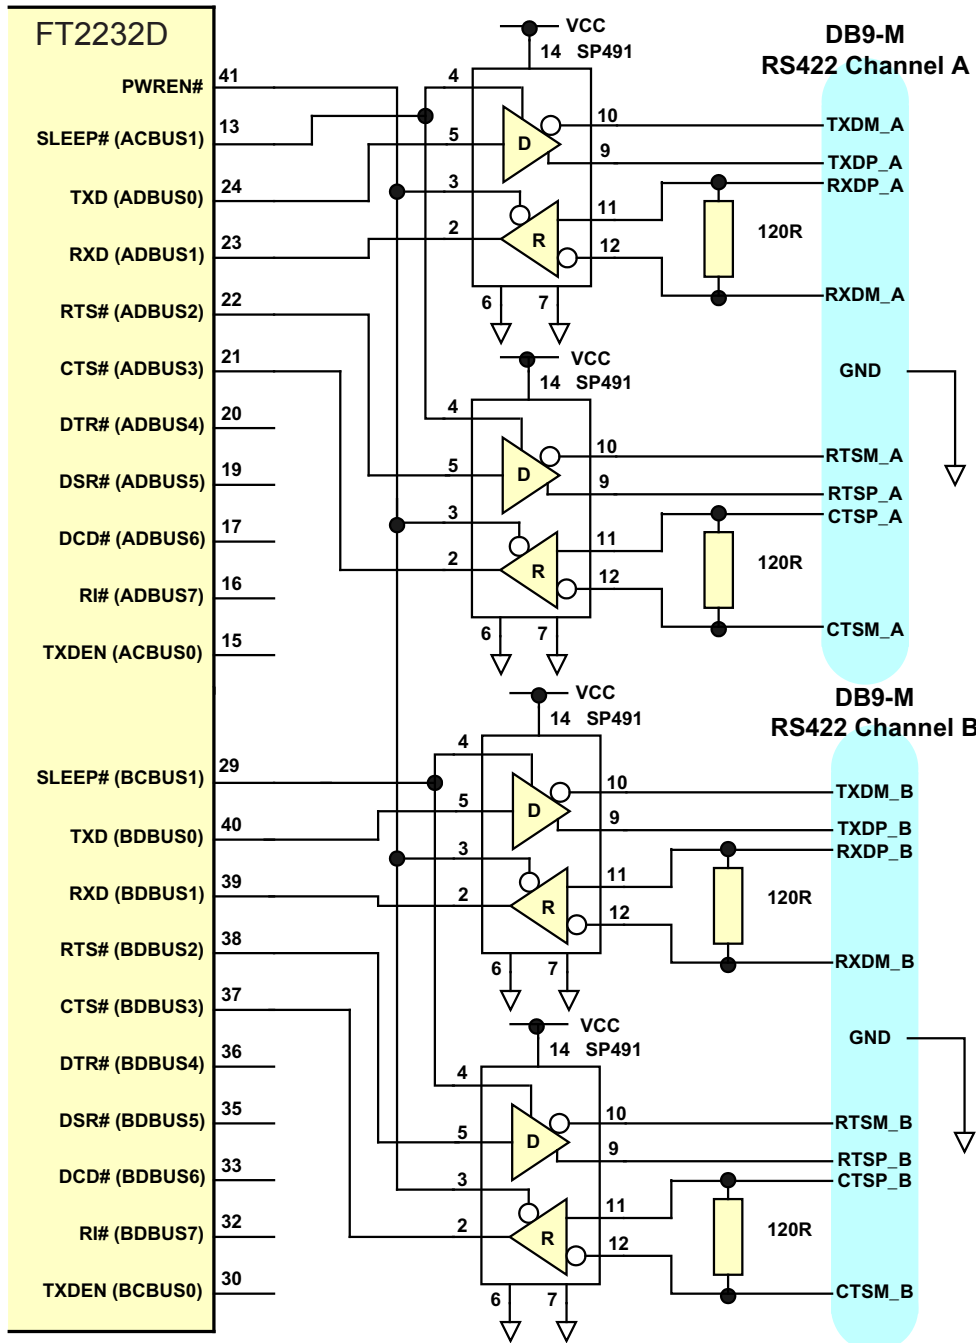 FT2232D
VCC
14 SP491
DB9-M
RS422 Channel A
PWREN# 41
SLEEP# (ACBUS1) 13
TXD (ADBUS0) 24
RXD (ADBUS1) 23
RTS# (ADBUS2) 22
CTS# (ADBUS3) 21
DTR# (ADBUS4) 20
DSR# (ADBUS5) 19
DCD# (ADBUS6) 17
RI# (ADBUS7) 16
TXDEN (ACBUS0) 15
SLEEP# (BCBUS1) 29
TXD (BDBUS0) 40
RXD (BDBUS1) 39
RTS# (BDBUS2) 38
CTS# (BDBUS3) 37
DTR# (BDBUS4) 36
DSR# (BDBUS5) 35
DCD# (BDBUS6) 33
RI# (BDBUS7) 32
TXDEN (BCBUS0) 30
4
5 D 10
9
3
11
2 R 12
6 7
120R
TXDM_A
TXDP_A
RXDP_A
RXDM_A
GND
VCC
14 SP491
4
5 D 10
9
3
11
2 R 12
6 7
120R
RTSM_A
RTSP_A
CTSP_A
CTSM_A
DB9-M
RS422 Channel B
VCC
14 SP491
4
5 D 10
9
3
11
2 R 12
6 7
120R
TXDM_B
TXDP_B
RXDP_B
RXDM_B
GND
VCC
14 SP491
4
5 D 10
9
3
11
2 R 12
6 7
120R
RTSM_B
RTSP_B
CTSP_B
CTSM_B